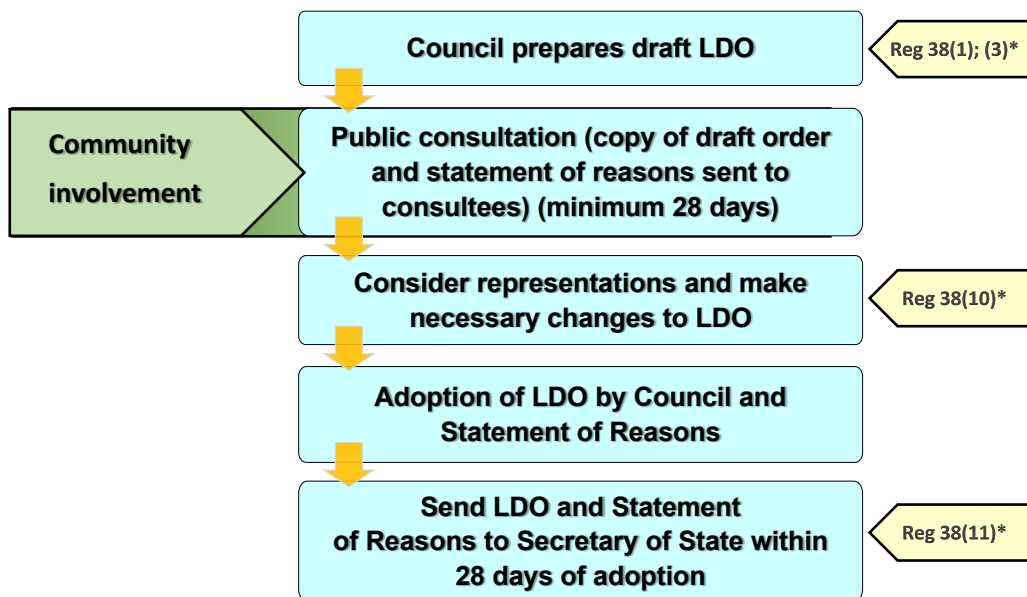 Council prepares draft LDO
Reg 38(1); (3)*
Community
involvement
Public consultation (copy of draft order
and statement of reasons sent to
consultees) (minimum 28 days)
Consider representations and make
necessary changes to LDO
Reg 38(10)*
Adoption of LDO by Council and
Statement of Reasons
Send LDO and Statement
of Reasons to Secretary of State within
28 days of adoption
Reg 38(11)*